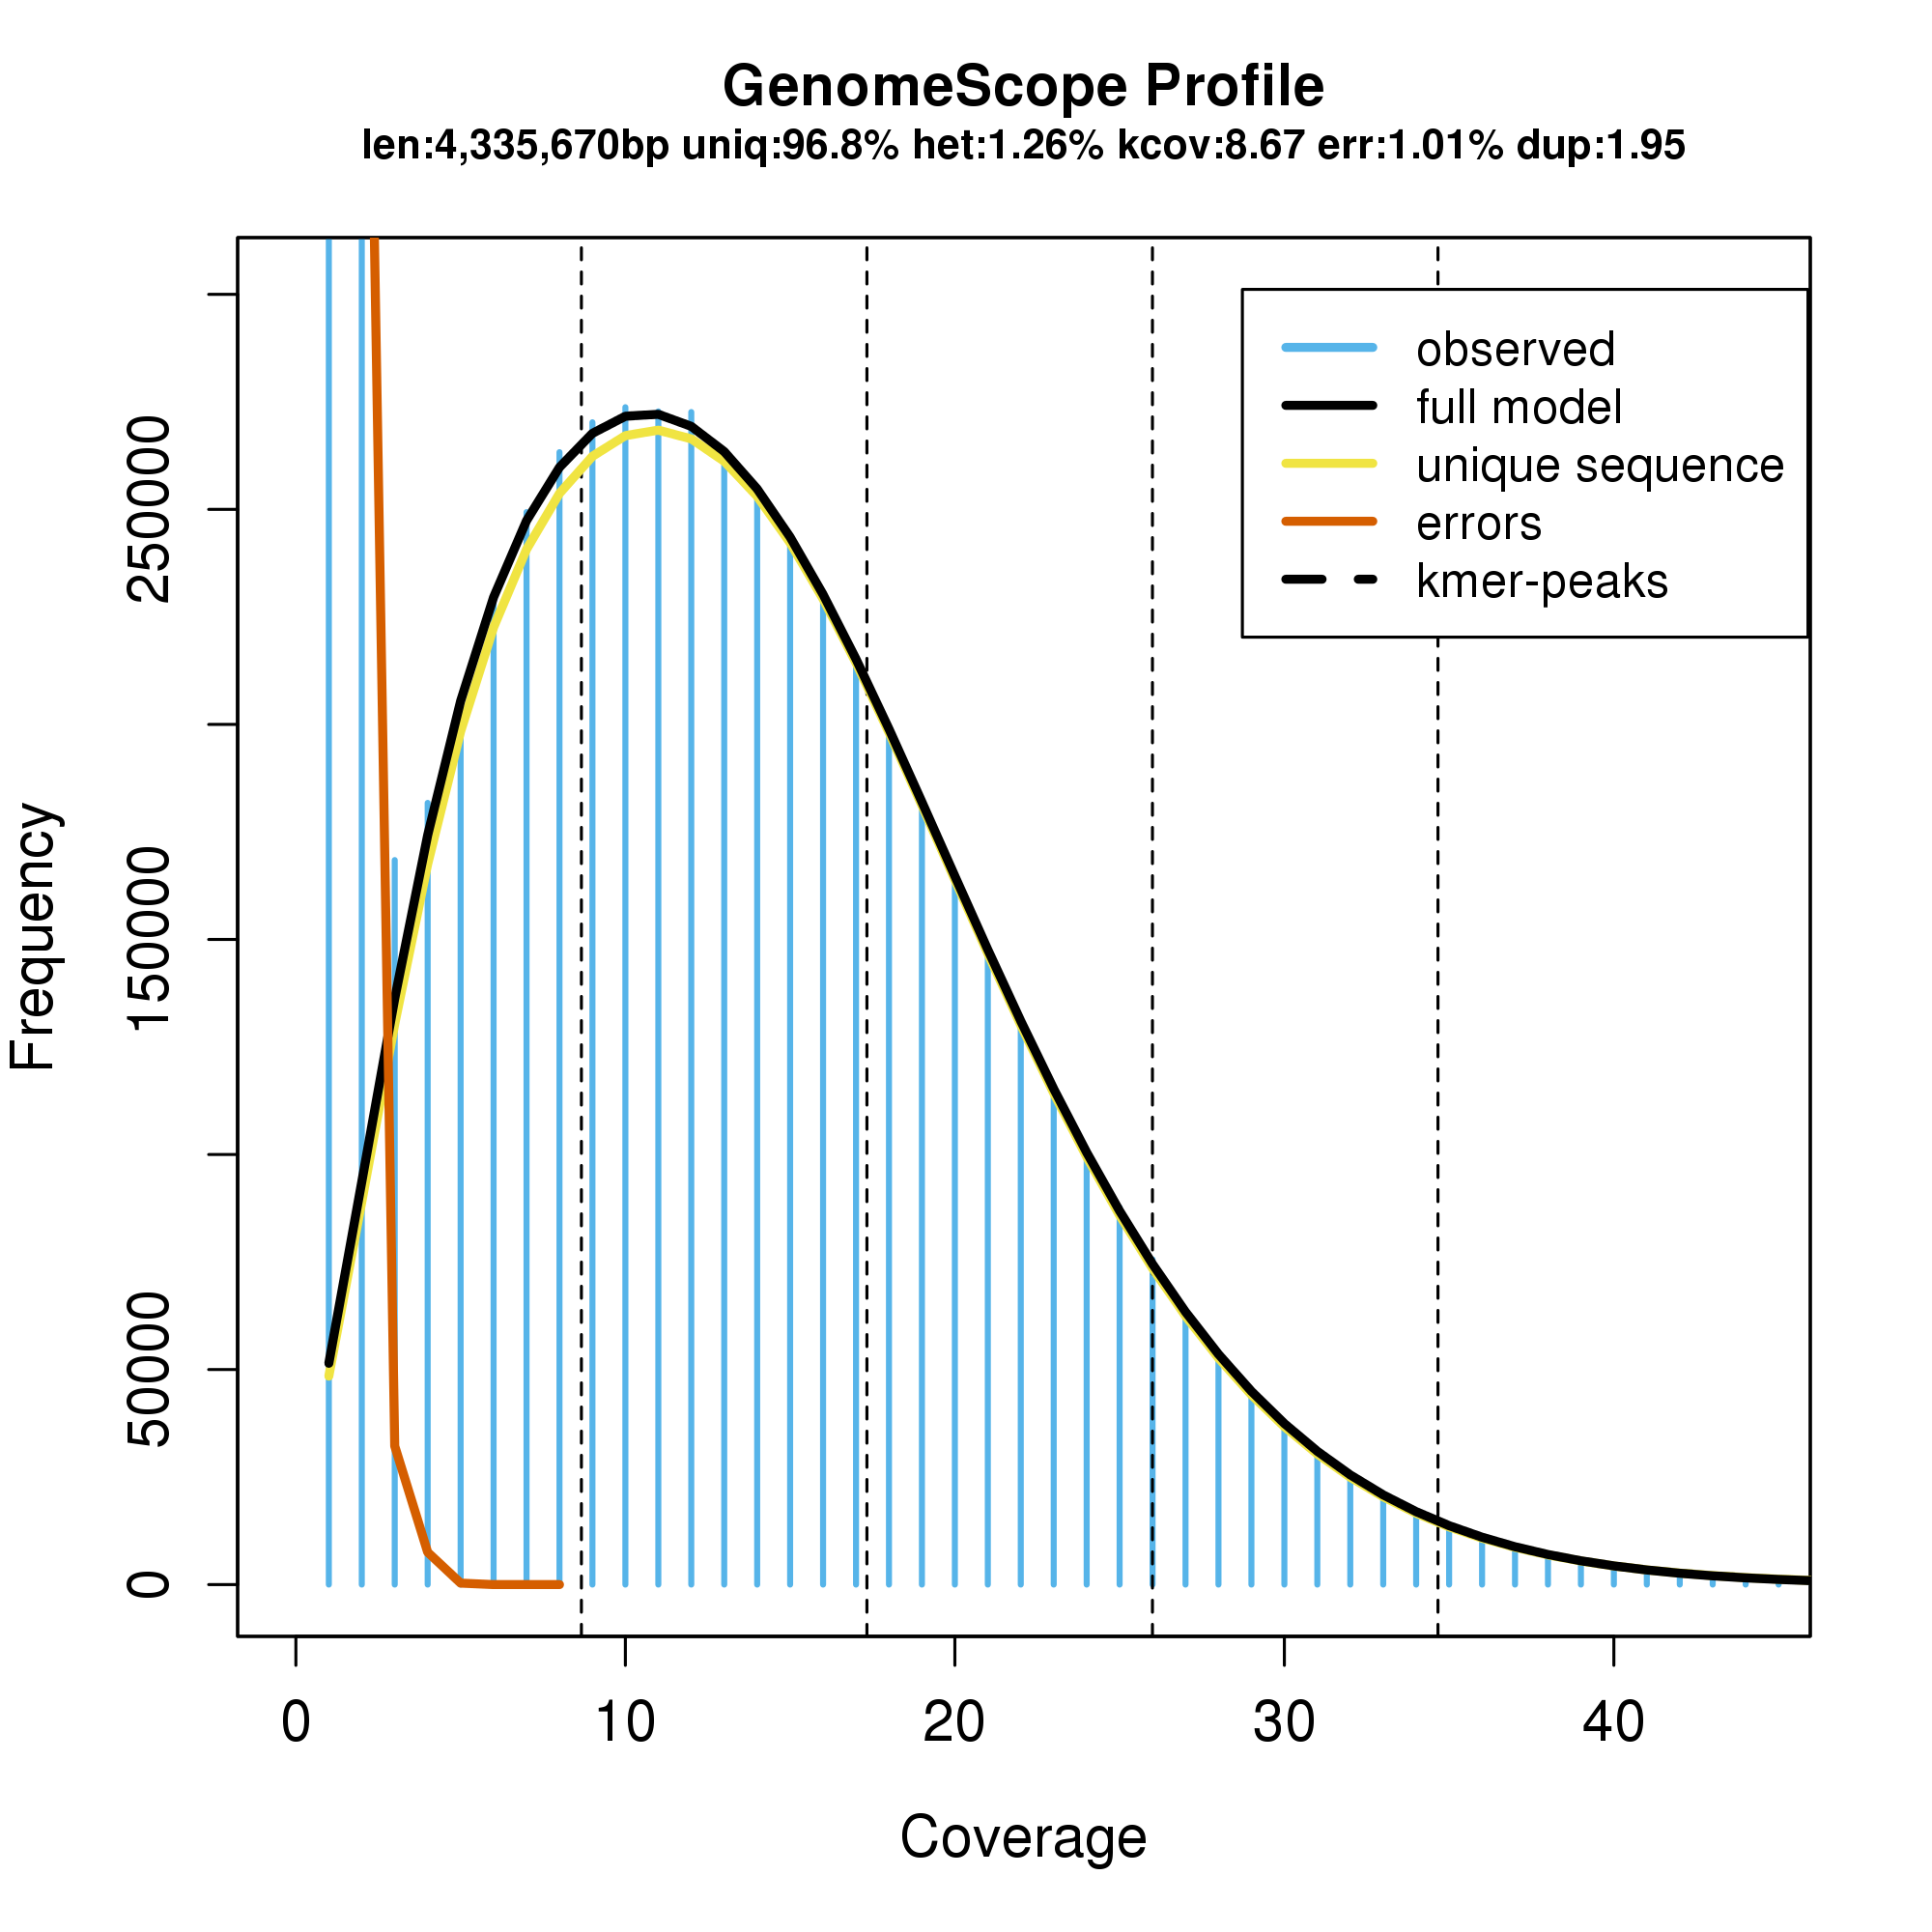 GenomeScope Profile
len:4,335,670bp uniq:96.8% het:1.26% kcov:8.67 err:1.01% dup:1.95
observed
full model
unique sequence
errors
kmer-peaks
Frequency
250000
150000
50000
0
0 10 20 30 40
Coverage